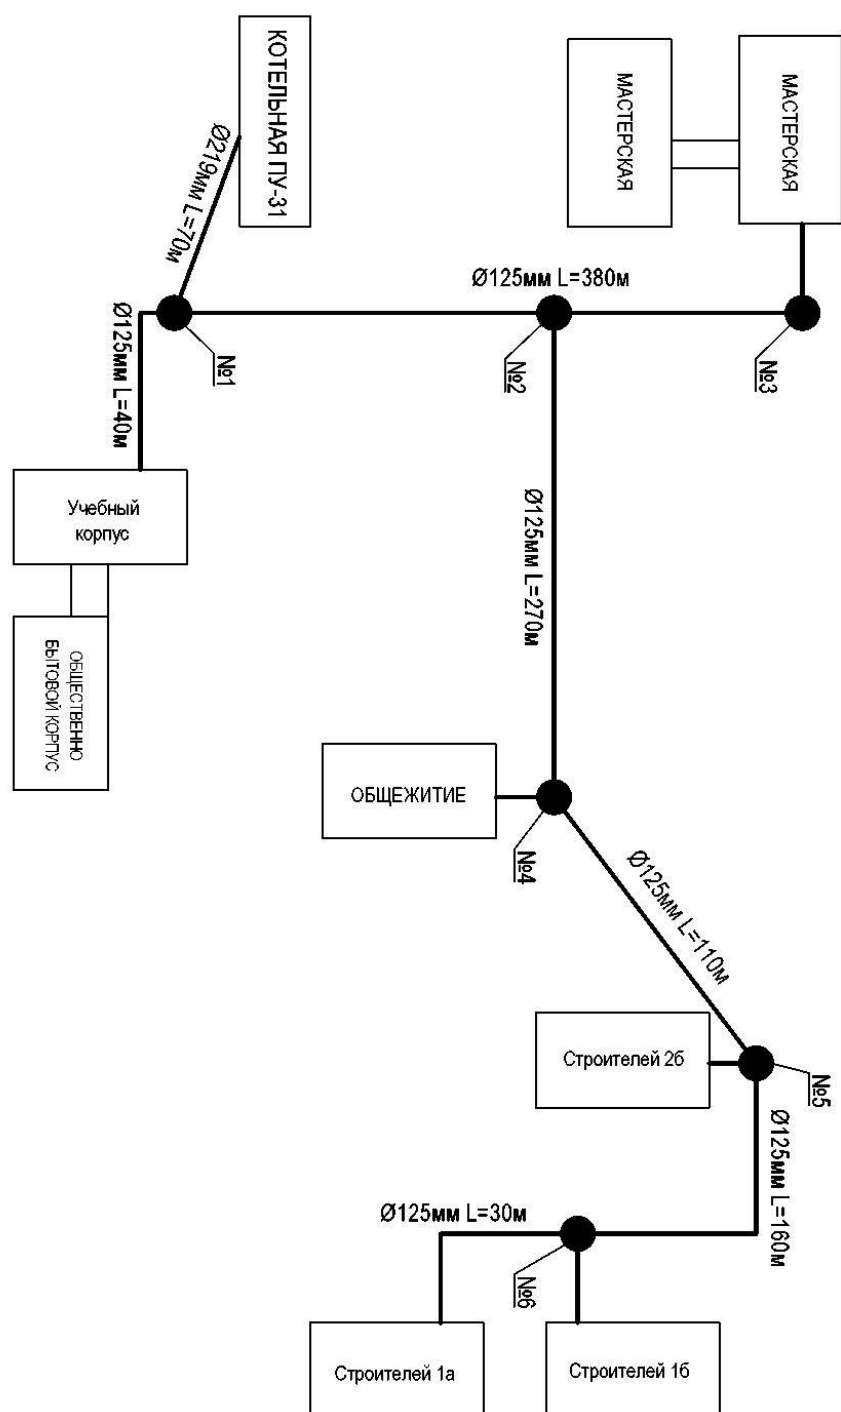 КОТЕЛЬНАЯ ПУ-31
МАСТЕРСКАЯ
МАСТЕРСКАЯ
Ø219мм L=70м
Ø125мм L=380м
№1
№2
№3
Ø125мм L=40м
Учебный
корпус
ОБЩЕСТВЕННО
БЫТОВОЙ КОРПУС
Ø125мм L=270м
ОБЩЕЖИТИЕ
№4
Ø125мм L=110м
Строителей 2б
№5
Ø125мм L=160м
Ø125мм L=30м
№6
Строителей 1а
Строителей 1б